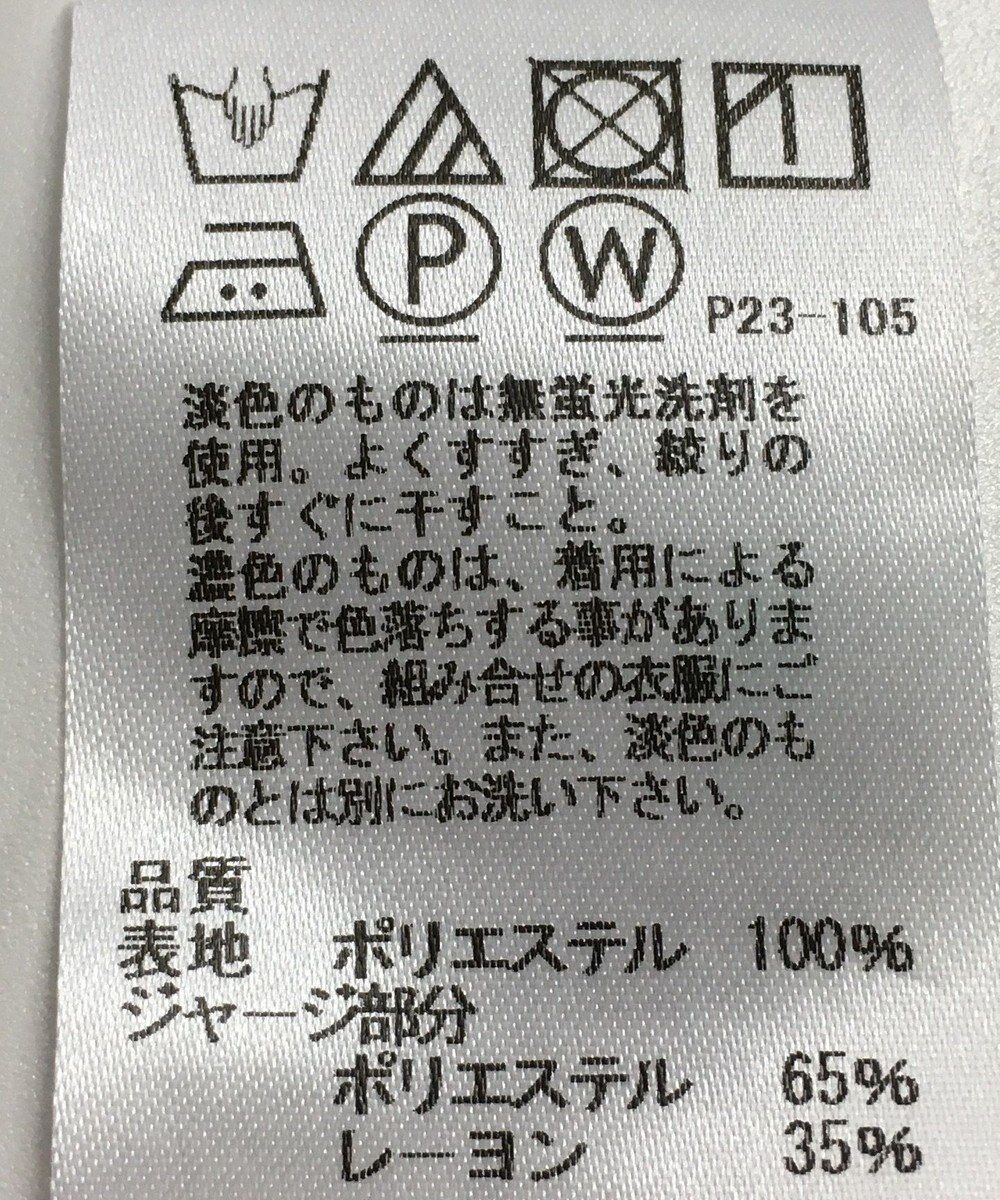 P
W
P23-105
淡色のものは無蛍光洗剤を
使用。よくすすぎ、絞りの
後すぐに干すこと。
濃色のものは、着用による
摩擦で色落ちする事がありま
すので、組み合せの衣服にご
注意下さい。また、淡色のも
のとは別にお洗い下さい。
品質
表地 ポリエステル 100%
ジャージ部分
ポリエステル 65%
レーヨン 35%